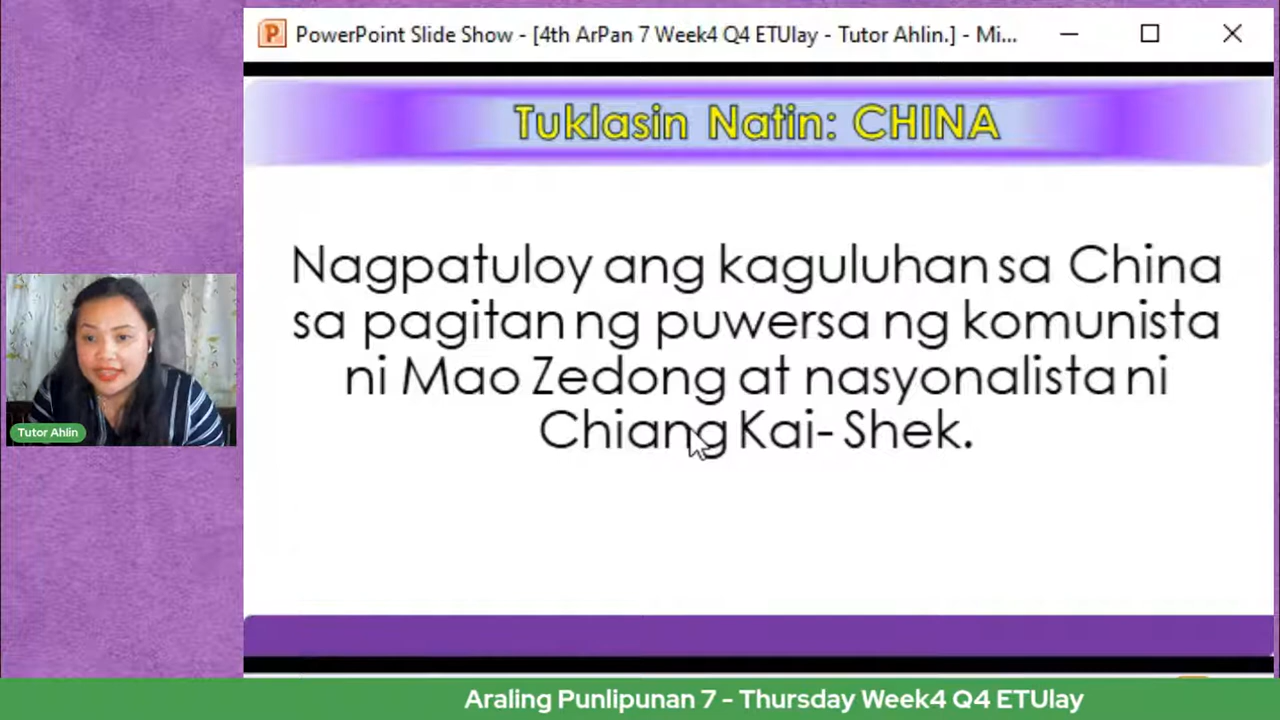 PowerPoint Slide Show - [4th ArPan 7 Week4 Q4 ETUlay - Tutor Ahlin.] - Mi...
Tuklasin Natin: CHINA
Nagpatuloy ang kaguluhan sa China
sa pagitan ng puwersa ng komunista
ni Mao Zedong at nasyonalista ni
Chiang Kai- Shek.
Tutor Ahlin
Araling Punlipunan 7 - Thursday Week4 Q4 ETUlay